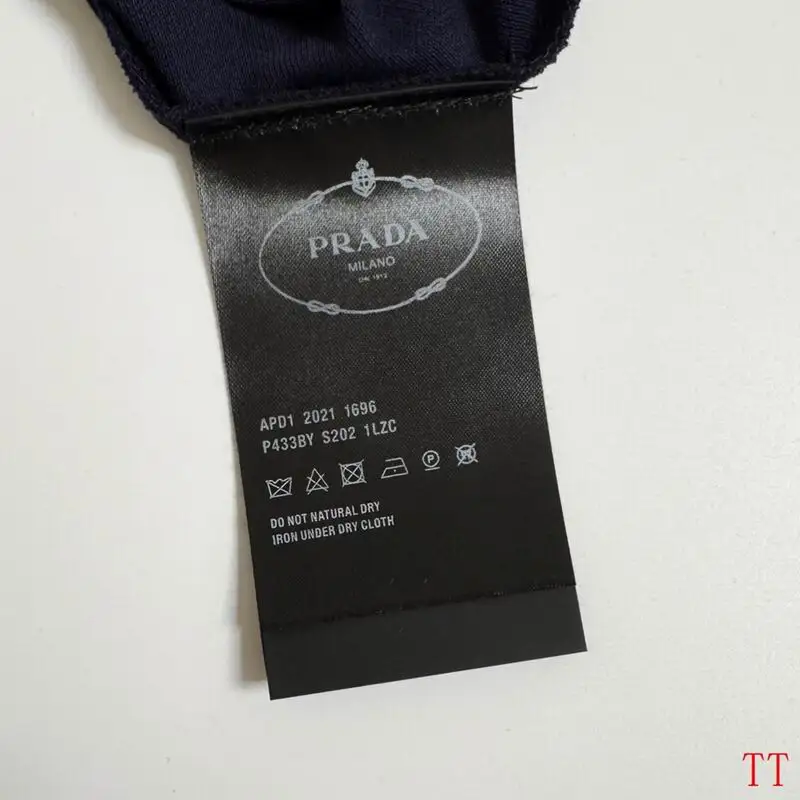 PRADA
MILANO
DAL 1913
APD1 2021 1696
P433BY S202 1LZC
DO NOT NATURAL DRY
IRON UNDER DRY CLOTH
TT